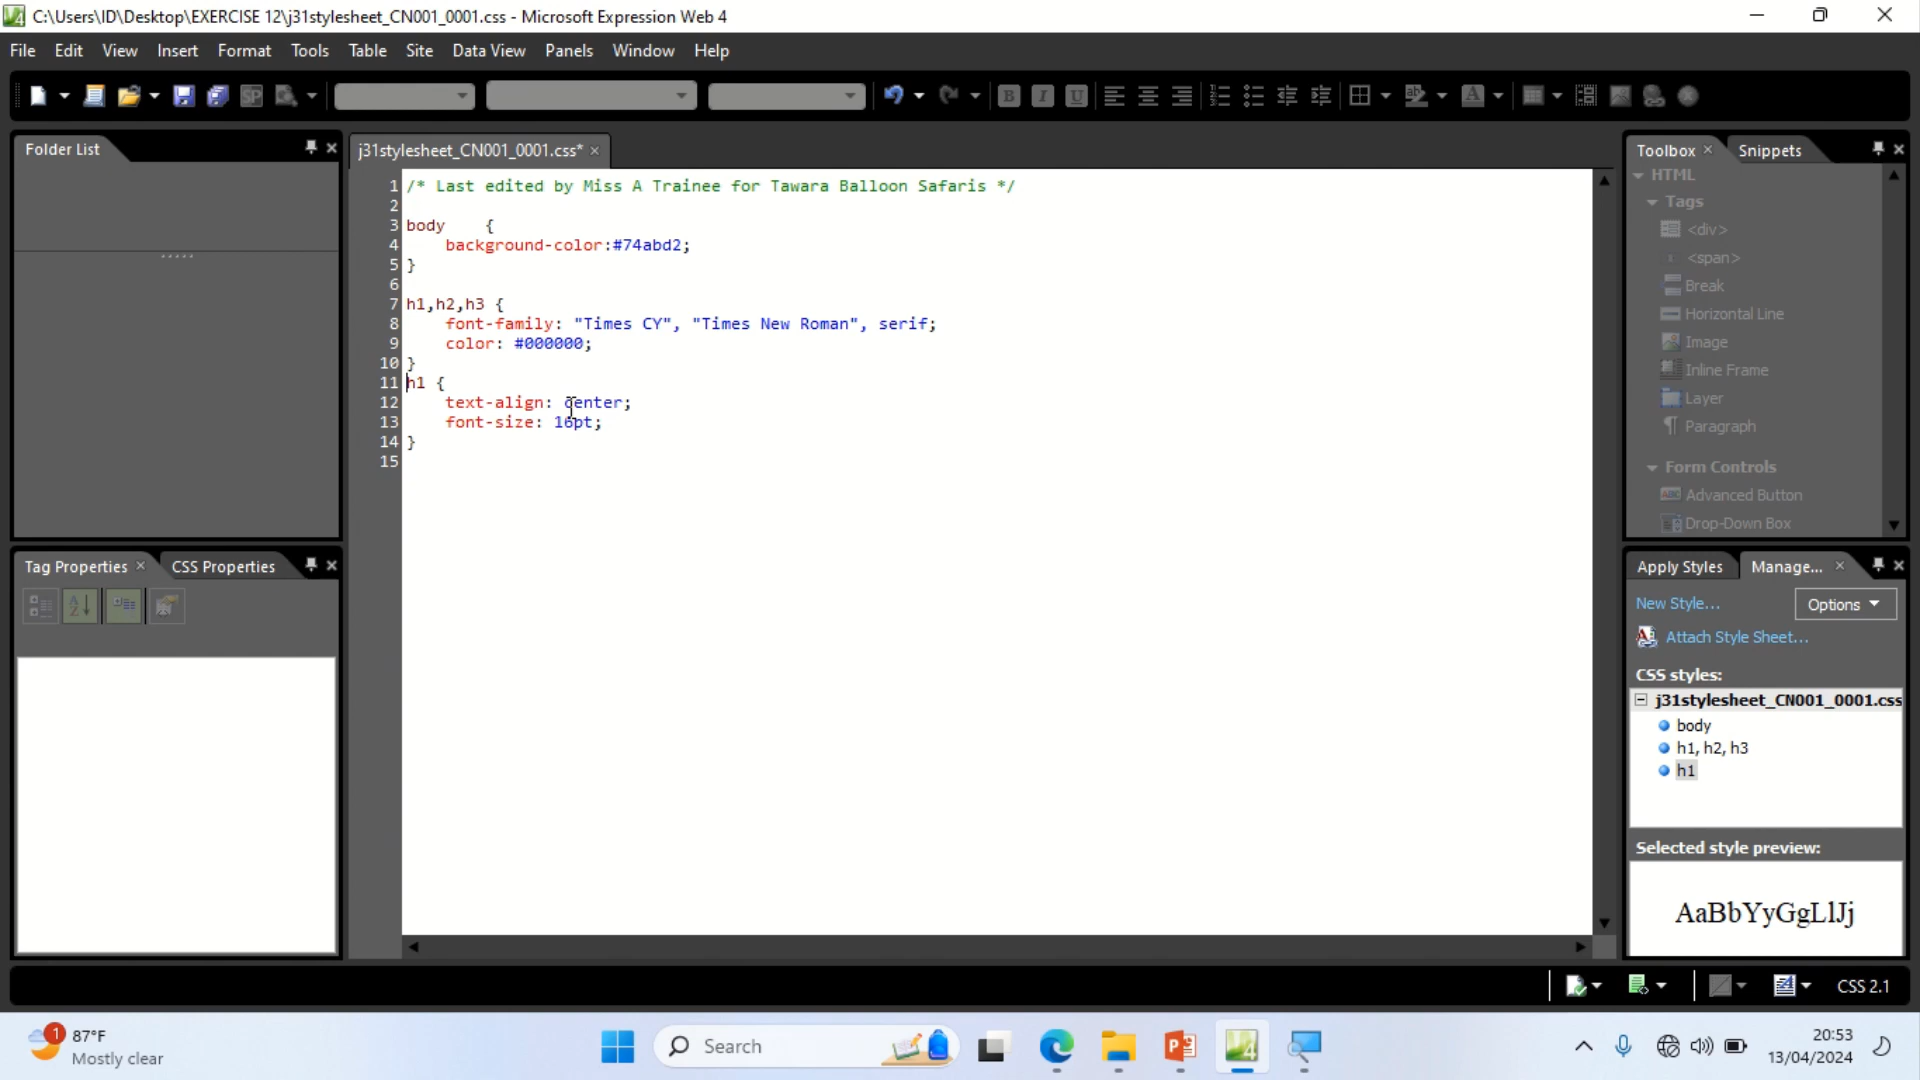 C:\Users\ID\Desktop\EXERCISE 12\j31stylesheet_CN001_0001.css - Microsoft Expression Web 4
File Edit View Insert Format Tools Table Site Data View Panels Window Help
Folder List
j31stylesheet_CN001_0001.css*
Toolbox
Snippets
HTML
Tags
<div>
<span>
Break
Horizontal Line
Image
Inline Frame
Layer
Paragraph
Form Controls
Advanced Button
Drop-Down Box
1 /* Last edited by Miss A Trainee for Tawara Balloon Safaris */
2
3 body    {
4     background-color:#74abd2;
5 }
6
7 h1,h2,h3 {
8     font-family: "Times CY", "Times New Roman", serif;
9     color: #000000;
10 }
11 h1 {
12     text-align: center;
13     font-size: 16pt;
14 }
15
Tag Properties
CSS Properties
Apply Styles
Manage...
New Style...
Options
Attach Style Sheet...
CSS styles:
j31stylesheet_CN001_0001.css
body
h1, h2, h3
h1
Selected style preview:
AaBbYyGgLlJj
CSS 2.1
1
87°F
Mostly clear
Search
20:53
13/04/2024